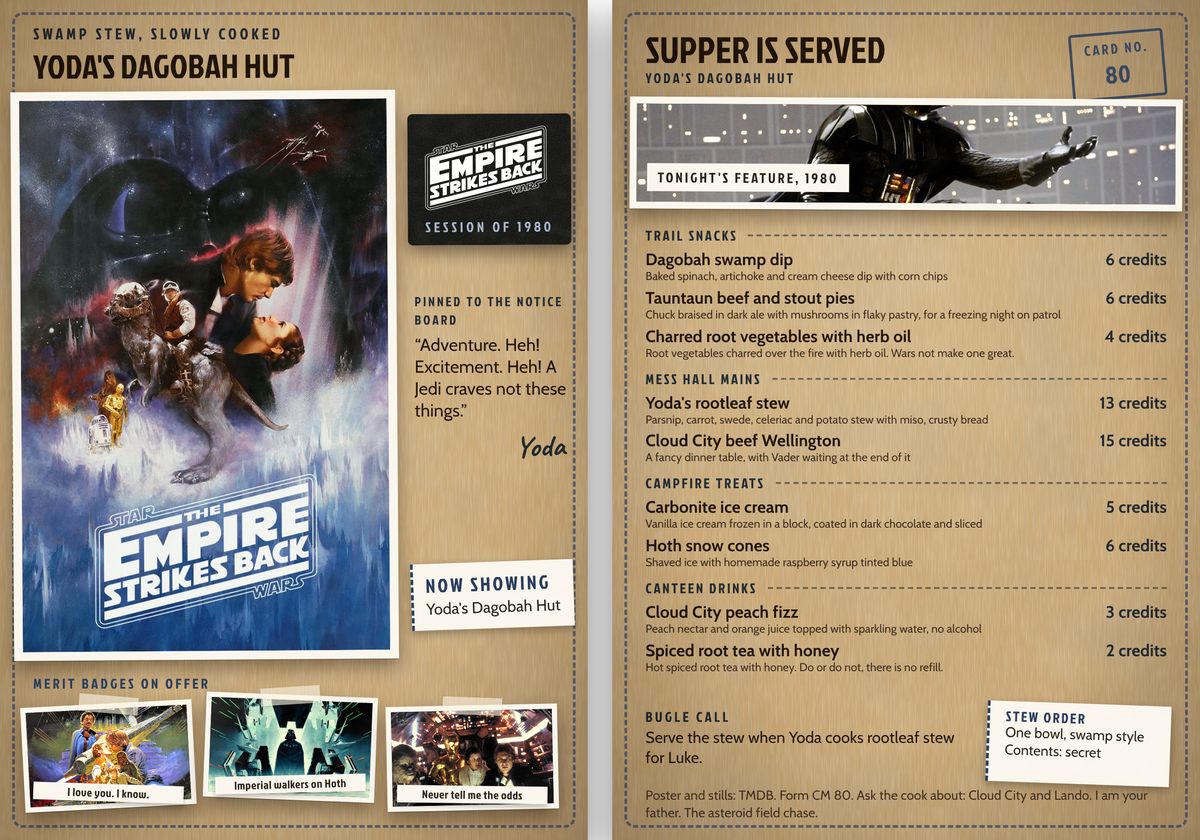 SWAMP STEW, SLOWLY COOKED
YODA'S DAGOBAH HUT
STAR
THE
EMPIRE
STRIKES BACK
WARS
STAR
THE
EMPIRE
STRIKES BACK
WARS
SESSION OF 1980
PINNED TO THE NOTICE
BOARD
“Adventure. Heh!
Excitement. Heh! A
Jedi craves not these
things.”
Yoda
NOW SHOWING
Yoda's Dagobah Hut
MERIT BADGES ON OFFER
I love you. I know.
Imperial walkers on Hoth
Never tell me the odds
SUPPER IS SERVED
YODA'S DAGOBAH HUT
CARD NO.
80
TONIGHT'S FEATURE, 1980
TRAIL SNACKS
Dagobah swamp dip 6 credits
Baked spinach, artichoke and cream cheese dip with corn chips
Tauntaun beef and stout pies 6 credits
Chuck braised in dark ale with mushrooms in flaky pastry, for a freezing night on patrol
Charred root vegetables with herb oil 4 credits
Root vegetables charred over the fire with herb oil. Wars not make one great.
MESS HALL MAINS
Yoda's rootleaf stew 13 credits
Parsnip, carrot, swede, celeriac and potato stew with miso, crusty bread
Cloud City beef Wellington 15 credits
A fancy dinner table, with Vader waiting at the end of it
CAMPFIRE TREATS
Carbonite ice cream 5 credits
Vanilla ice cream frozen in a block, coated in dark chocolate and sliced
Hoth snow cones 6 credits
Shaved ice with homemade raspberry syrup tinted blue
CANTEEN DRINKS
Cloud City peach fizz 3 credits
Peach nectar and orange juice topped with sparkling water, no alcohol
Spiced root tea with honey 2 credits
Hot spiced root tea with honey. Do or do not, there is no refill.
BUGLE CALL
Serve the stew when Yoda cooks rootleaf stew
for Luke.
STEW ORDER
One bowl, swamp style
Contents: secret
Poster and stills: TMDB. Form CM 80. Ask the cook about: Cloud City and Lando. I am your
father. The asteroid field chase.